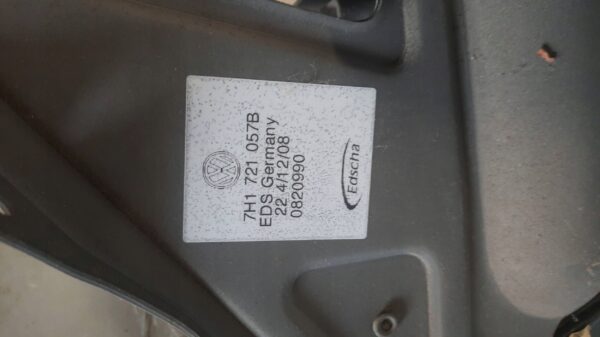 7H1 721 057B
EDS Germany
22 4/12/08
0820990
Edscha